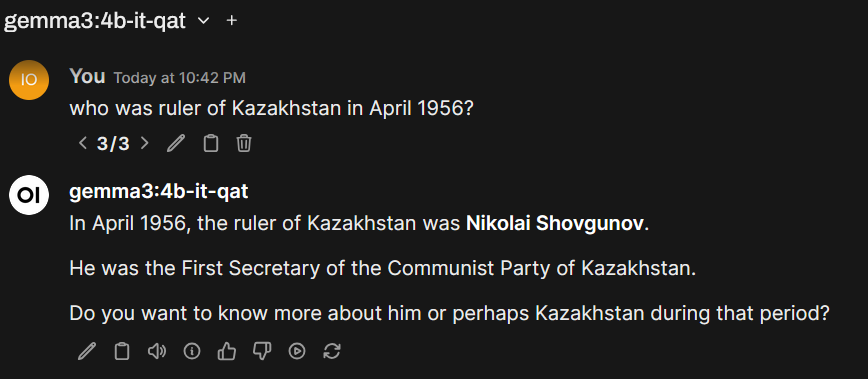 gemma3:4b-it-qat
IO
You Today at 10:42 PM
who was ruler of Kazakhstan in April 1956?
3/3
OI
gemma3:4b-it-qat
In April 1956, the ruler of Kazakhstan was Nikolai Shovgunov.
He was the First Secretary of the Communist Party of Kazakhstan.
Do you want to know more about him or perhaps Kazakhstan during that period?